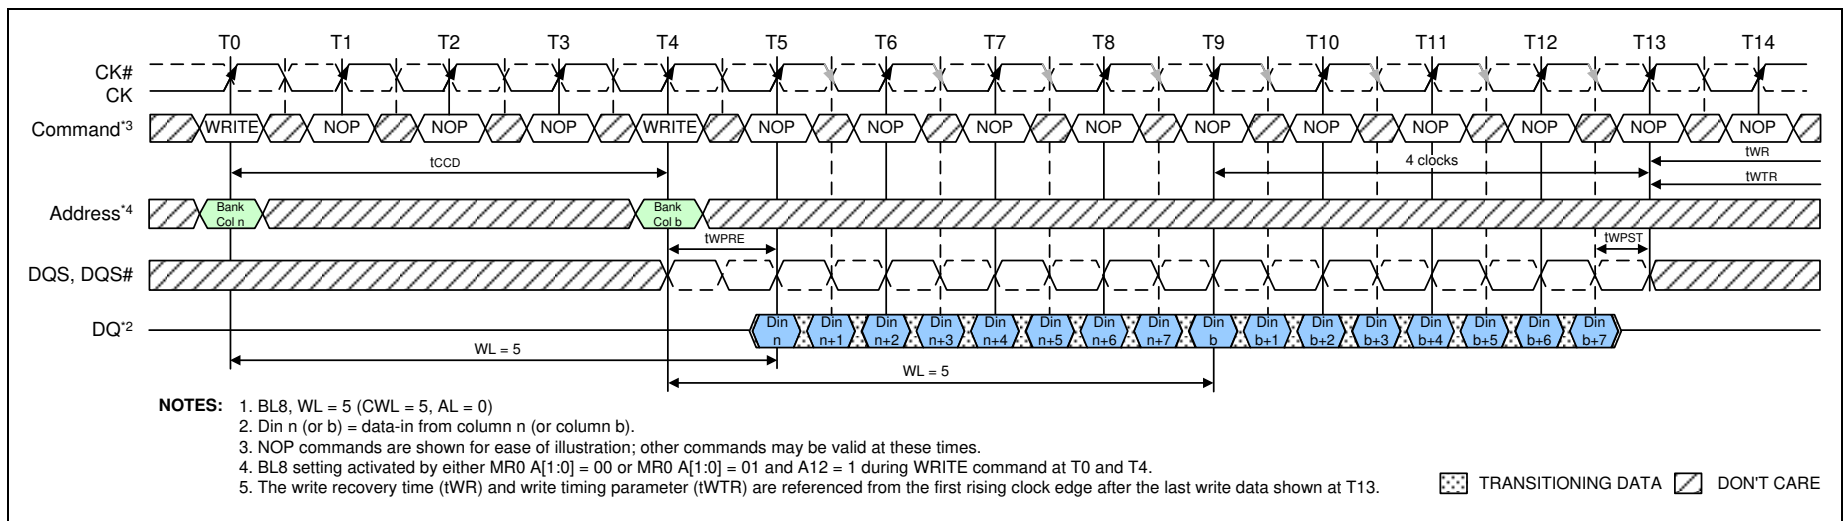 T0 T1 T2 T3 T4 T5 T6 T7 T8 T9 T10 T11 T12 T13 T14
CK#
CK
Command*3 WRITE NOP NOP NOP WRITE NOP NOP NOP NOP NOP NOP NOP NOP NOP NOP
tCCD 4 clocks tWR
tWTR
Address*4 Bank Col n Bank Col b
tWPRE tWPST
DQS, DQS#
DQ*2 Din n Din n+1 Din n+2 Din n+3 Din n+4 Din n+5 Din n+6 Din n+7 Din b Din b+1 Din b+2 Din b+3 Din b+4 Din b+5 Din b+6 Din b+7
WL = 5
WL = 5
NOTES: 1. BL8, WL = 5 (CWL = 5, AL = 0)
2. Din n (or b) = data-in from column n (or column b).
3. NOP commands are shown for ease of illustration; other commands may be valid at these times.
4. BL8 setting activated by either MR0 A[1:0] = 00 or MR0 A[1:0] = 01 and A12 = 1 during WRITE command at T0 and T4.
5. The write recovery time (tWR) and write timing parameter (tWTR) are referenced from the first rising clock edge after the last write data shown at T13.
TRANSITIONING DATA DON'T CARE